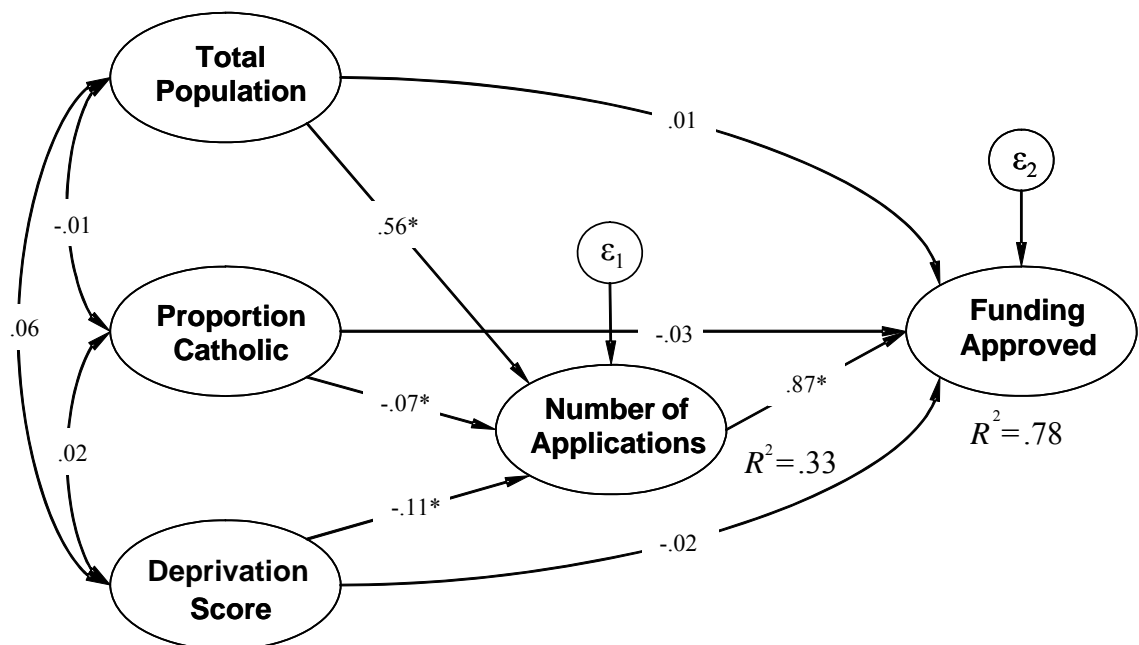 Total
Population
.01
ε2
-.01
.56*
ε1
Proportion
Catholic
-.03
Funding
Approved
.06
-.07*
Number of
Applications
.87*
R² = .78
.02
R² = .33
-.11*
-.02
Deprivation
Score